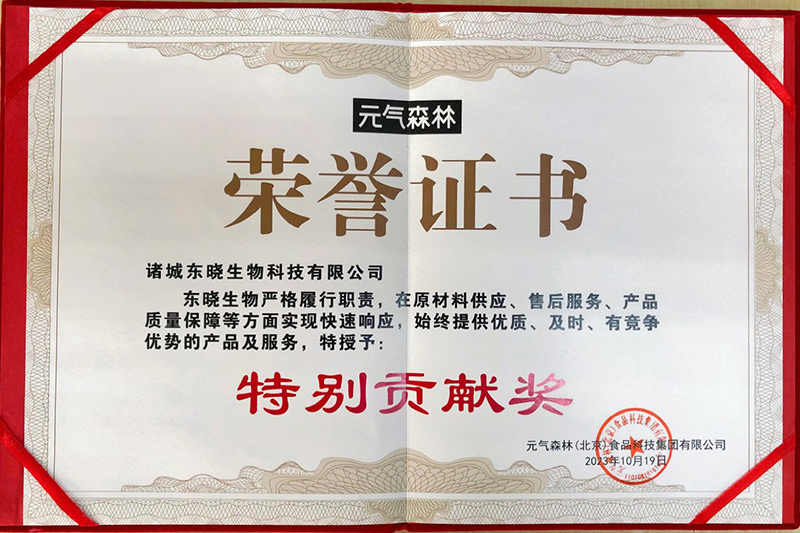 元气森林
荣誉证书
诸城东晓生物科技有限公司
东晓生物严格履行职责，在原材料供应、售后服务、产品
质量保障等方面实现快速响应，始终提供优质、及时、有竞争
优势的产品及服务，特授予：
特别贡献奖
元气森林(北京)食品科技集团有限公司
2023年10月19日